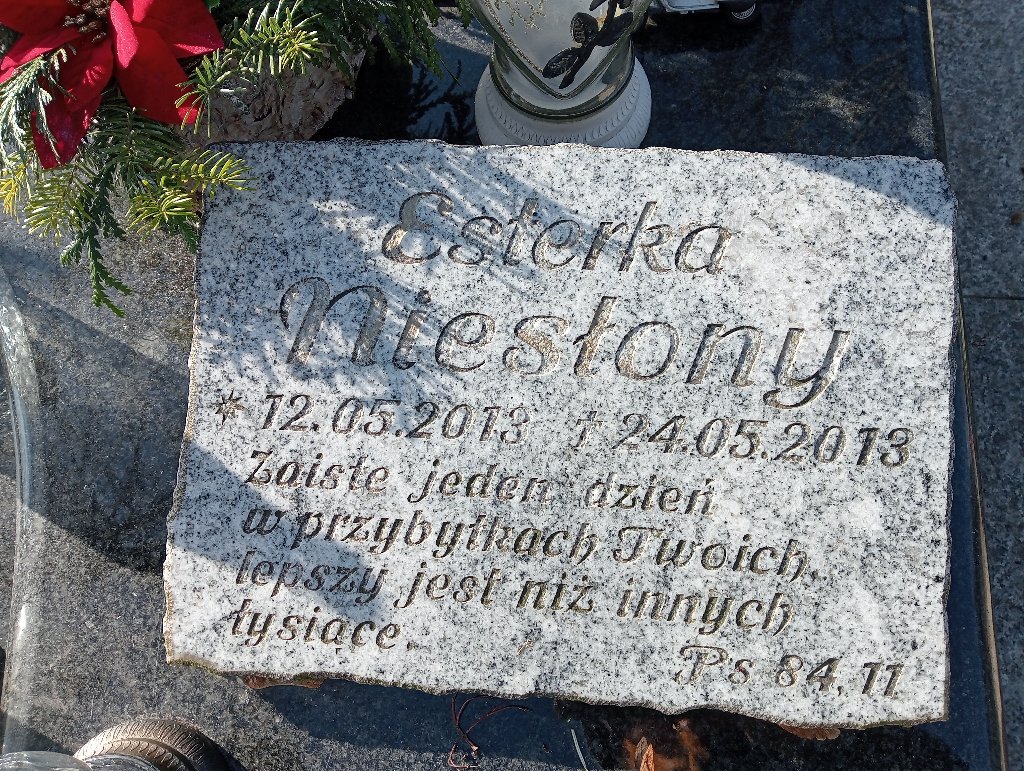 Esterka
Niesłony
* 12.05.2013 † 24.05.2013
Zaiste jeden dzień
w przybytkach Twoich,
lepszy jest niż innych
tysiące.
Ps 84,11